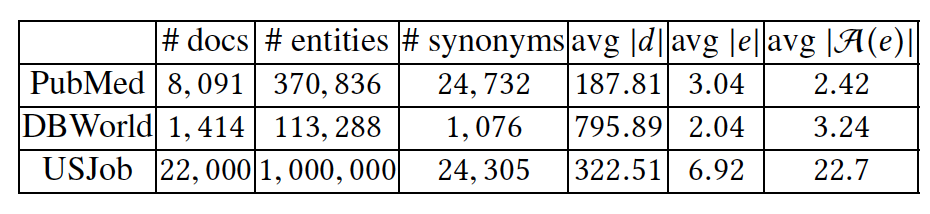 # docs # entities # synonyms avg |d| avg |e| avg |𝒜(e)|
PubMed 8, 091 370, 836 24, 732 187.81 3.04 2.42
DBWorld 1, 414 113, 288 1, 076 795.89 2.04 3.24
USJob 22, 000 1, 000, 000 24, 305 322.51 6.92 22.7